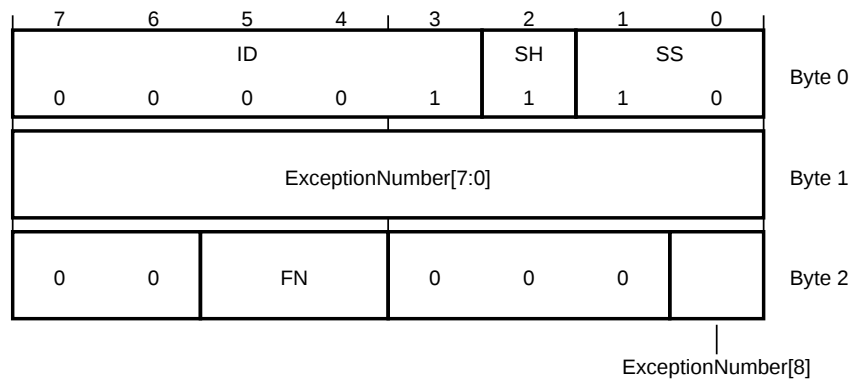 7 6 5 4 3 2 1 0
ID SH SS
0 0 0 0 1 1 1 0
Byte 0
ExceptionNumber[7:0]
Byte 1
0 0 FN 0 0 0
Byte 2
ExceptionNumber[8]